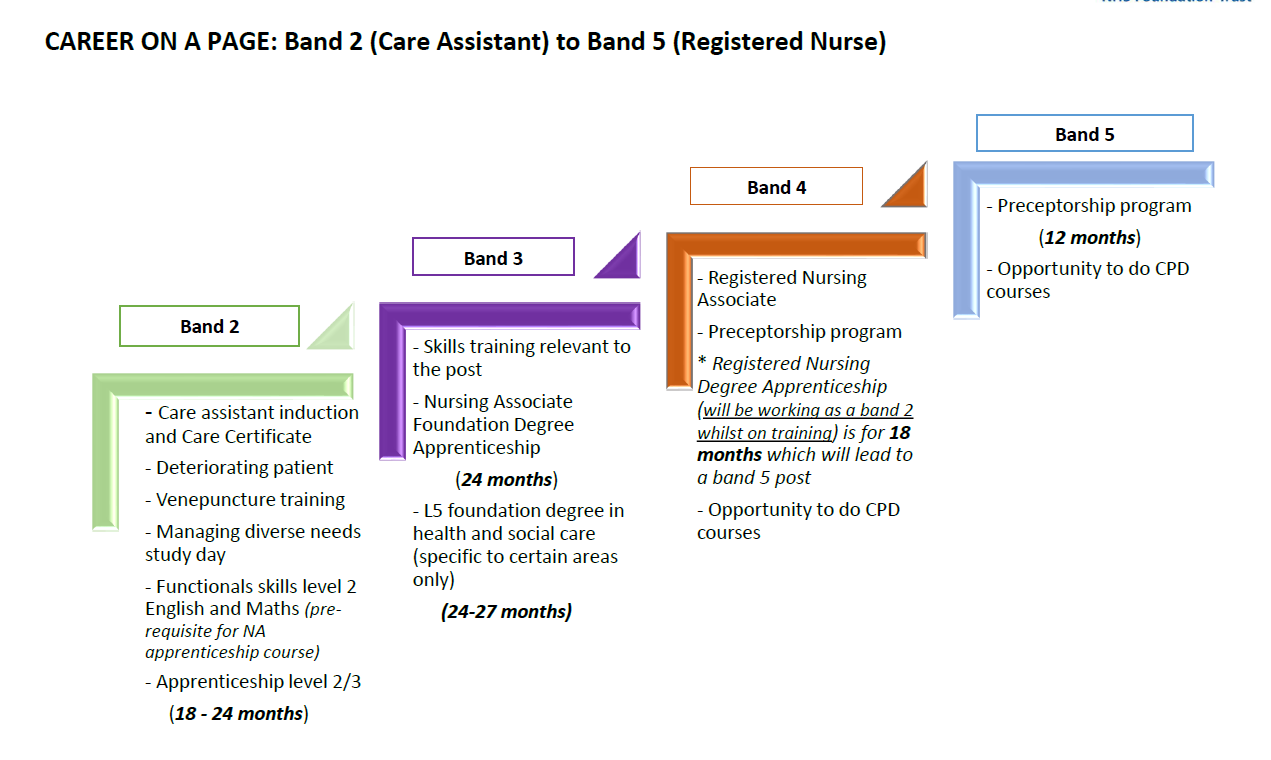 CAREER ON A PAGE: Band 2 (Care Assistant) to Band 5 (Registered Nurse)
Band 2
- Care assistant induction
and Care Certificate
- Deteriorating patient
- Venepuncture training
- Managing diverse needs
study day
- Functionals skills level 2
English and Maths (pre-
requisite for NA
apprenticeship course)
- Apprenticeship level 2/3
(18 - 24 months)
Band 3
- Skills training relevant to
the post
- Nursing Associate
Foundation Degree
Apprenticeship
(24 months)
- L5 foundation degree in
health and social care
(specific to certain areas
only)
(24-27 months)
Band 4
- Registered Nursing
Associate
- Preceptorship program
* Registered Nursing
Degree Apprenticeship
(will be working as a band 2
whilst on training) is for 18
months which will lead to
a band 5 post
- Opportunity to do CPD
courses
Band 5
- Preceptorship program
(12 months)
- Opportunity to do CPD
courses